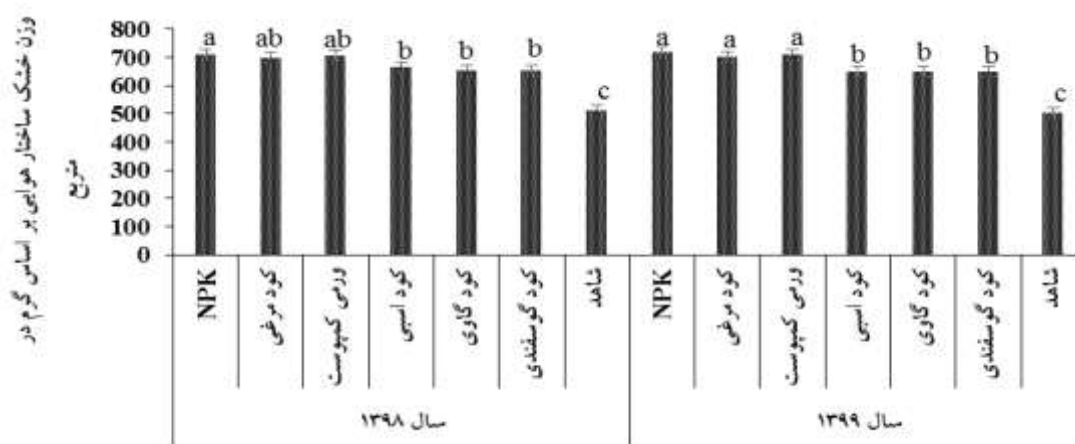 وزن خشک ساختار هوایی بر اساس گرم در
مترمربع
800
700
600
500
400
300
200
100
0
a ab ab b b b c a a a b b b c
NPK
کود مرغی
ورمی کمپوست
کود اسبی
کود گاوی
کود گوسفندی
شاهد
NPK
کود مرغی
ورمی کمپوست
کود اسبی
کود گاوی
کود گوسفندی
شاهد
سال ۱۳۹۸
سال ۱۳۹۹